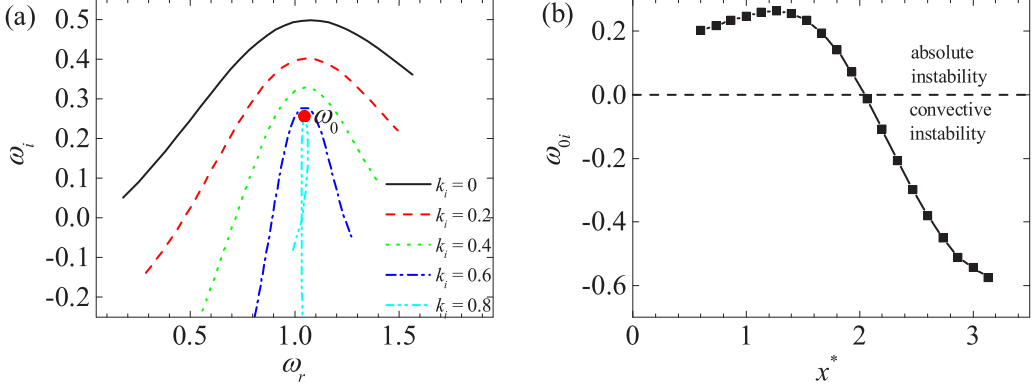 (a)
0.5
0.4
0.3
0.2
0.1
0.0
-0.1
-0.2
ω_i
ω_0
k_i = 0
k_i = 0.2
k_i = 0.4
k_i = 0.6
k_i = 0.8
0.5 1.0 1.5
ω_r
(b)
0.2
0.0
-0.2
-0.4
-0.6
ω_0i
absolute
instability
convective
instability
0 1 2 3
x*